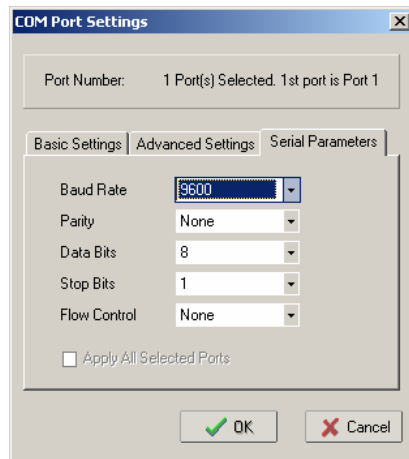 COM Port Settings
Port Number: 1 Port(s) Selected. 1st port is Port 1
Basic Settings Advanced Settings Serial Parameters
Baud Rate 9600
Parity None
Data Bits 8
Stop Bits 1
Flow Control None
Apply All Selected Ports
OK Cancel